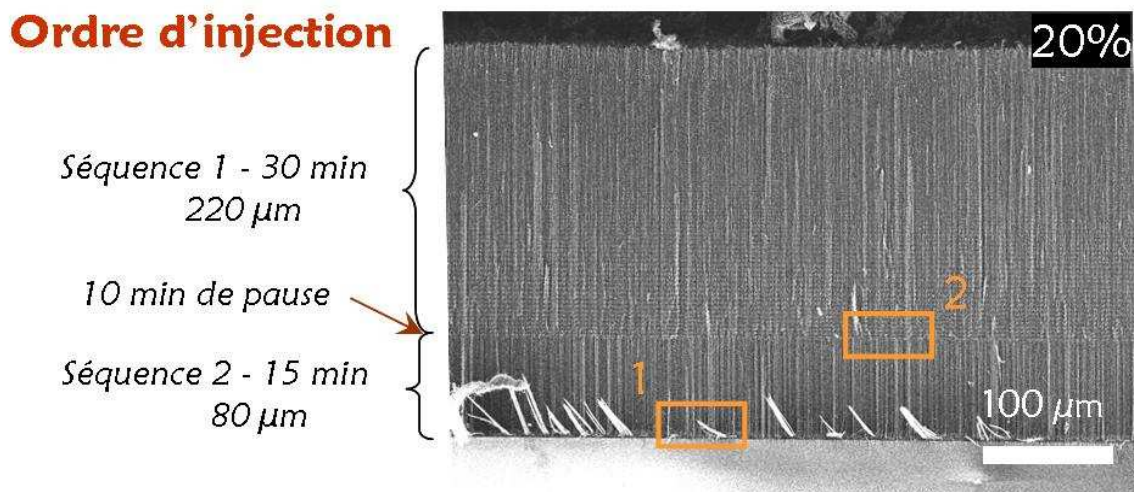 Ordre d'injection
20%
Séquence 1 - 30 min
220 µm
10 min de pause
2
Séquence 2 - 15 min
80 µm
1
100 µm